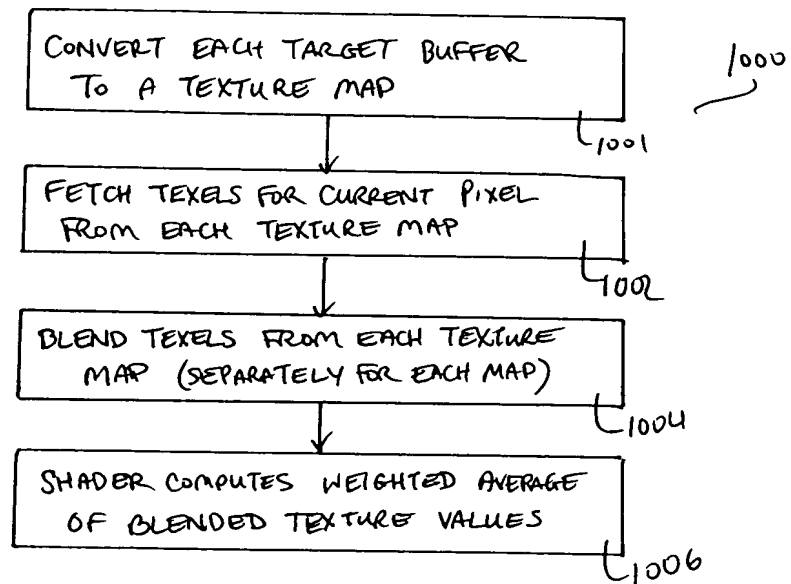 CONVERT EACH TARGET BUFFER
TO A TEXTURE MAP
1000
1001
FETCH TEXELS FOR CURRENT PIXEL
FROM EACH TEXTURE MAP
1002
BLEND TEXELS FROM EACH TEXTURE
MAP (SEPARATELY FOR EACH MAP)
1004
SHADER COMPUTES WEIGHTED AVERAGE
OF BLENDED TEXTURE VALUES
1006